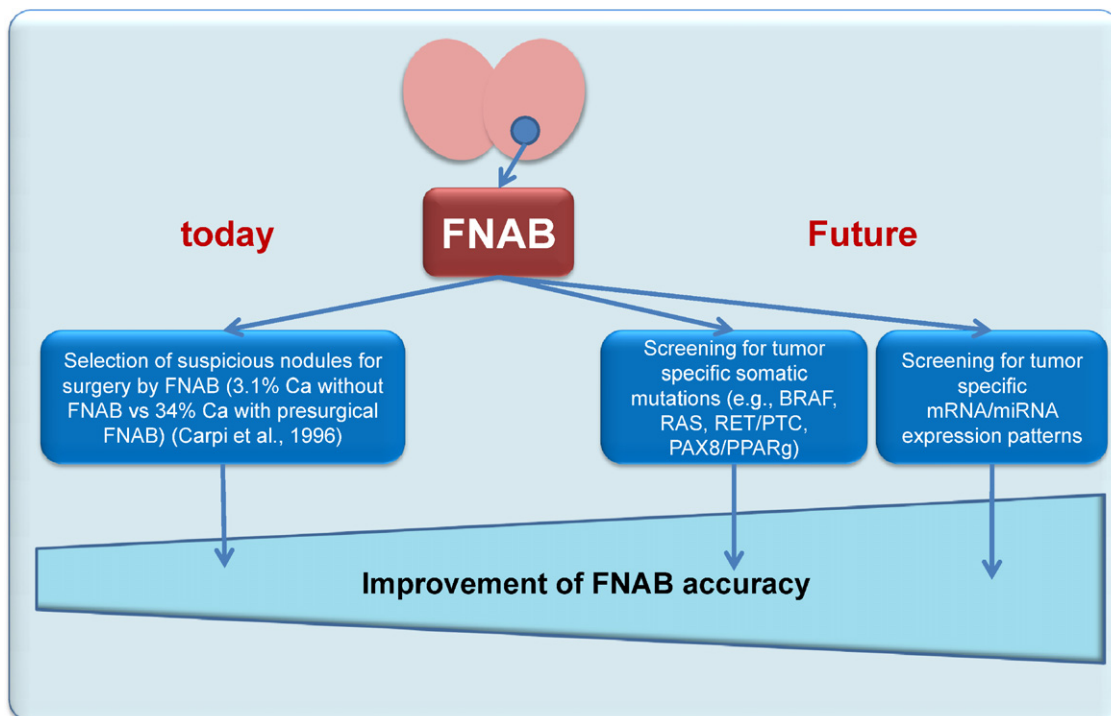 today
FNAB
Future
Selection of suspicious nodules for
surgery by FNAB (3.1% Ca without
FNAB vs 34% Ca with presurgical
FNAB) (Carpi et al., 1996)
Screening for tumor
specific somatic
mutations (e.g., BRAF,
RAS, RET/PTC,
PAX8/PPARg)
Screening for tumor
specific
mRNA/miRNA
expression patterns
Improvement of FNAB accuracy